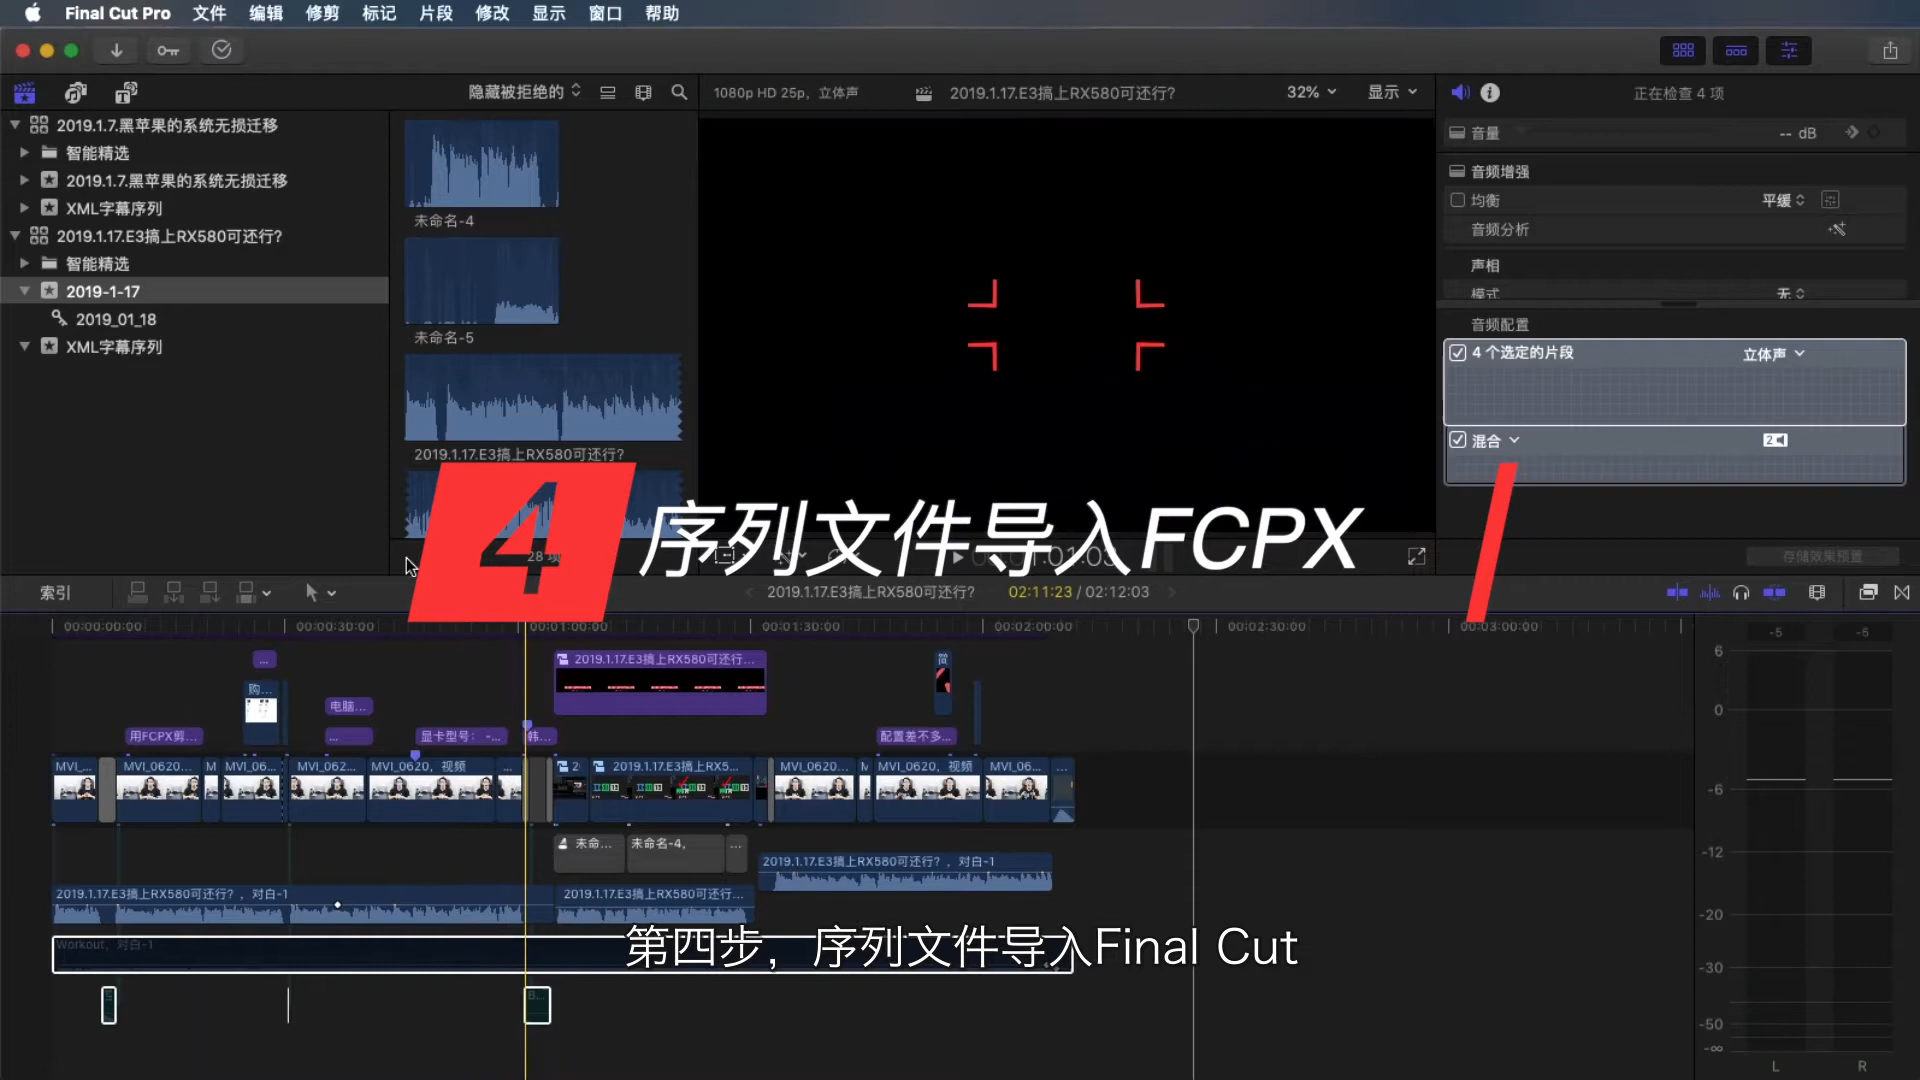 Final Cut Pro 文件 编辑 修剪 标记 片段 修改 显示 窗口 帮助
隐藏被拒绝的
1080p HD 25p，立体声
2019.1.17.E3搞上RX580可还行?
32%
显示
正在检查 4 项
2019.1.7.黑苹果的系统无损迁移
智能精选
2019.1.7.黑苹果的系统无损迁移
XML字幕序列
2019.1.17.E3搞上RX580可还行?
智能精选
2019-1-17
2019_01_18
XML字幕序列
未命名-4
未命名-5
2019.1.17.E3搞上RX580可还行?
28 项
音量
-- dB
音频增强
均衡
平缓
音频分析
声相
模式
无
音频配置
4 个选定的片段
立体声
混合
2
存储效果预置
4 序列文件导入FCPX
索引
2019.1.17.E3搞上RX580可还行?
02:11:23 / 02:12:03
00:00:00:00
00:00:30:00
00:01:00:00
00:01:30:00
00:02:00:00
00:02:30:00
00:03:00:00
...
2019.1.17.E3搞上RX580可还行...
简
购...
电脑...
用FCPX剪...
...
显卡型号： -...
韩...
配置差不多...
MVI_...
MVI_0620...
M
MVI_06...
MVI_062...
MVI_0620，视频
...
2
2019.1.17.E3搞上RX5...
MVI_0620...
M
MVI_0620，视频
MVI_06...
...
未命...
未命名-4，
...
2019.1.17.E3搞上RX580可还行? ，对白-1
2019.1.17.E3搞上RX580可还行? ，对白-1
2019.1.17.E3搞上RX580可还行...
Workout，对白-1
B...
第四步，序列文件导入Final Cut
-5
-6
6
0
-6
-12
-20
-30
-50
-∞
L
R